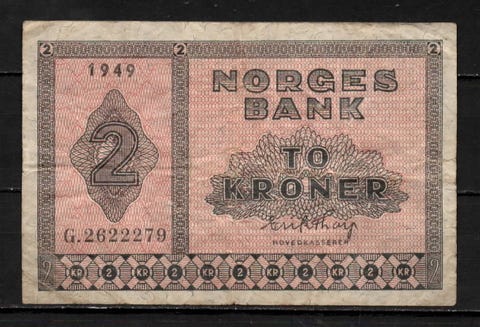 2 2 2
1949
NORGES
BANK
2
TO
KRONER
G.2622279
HOVEDKASSERER
2 KR 2 KR 2 KR 2 KR 2 KR 2 KR 2